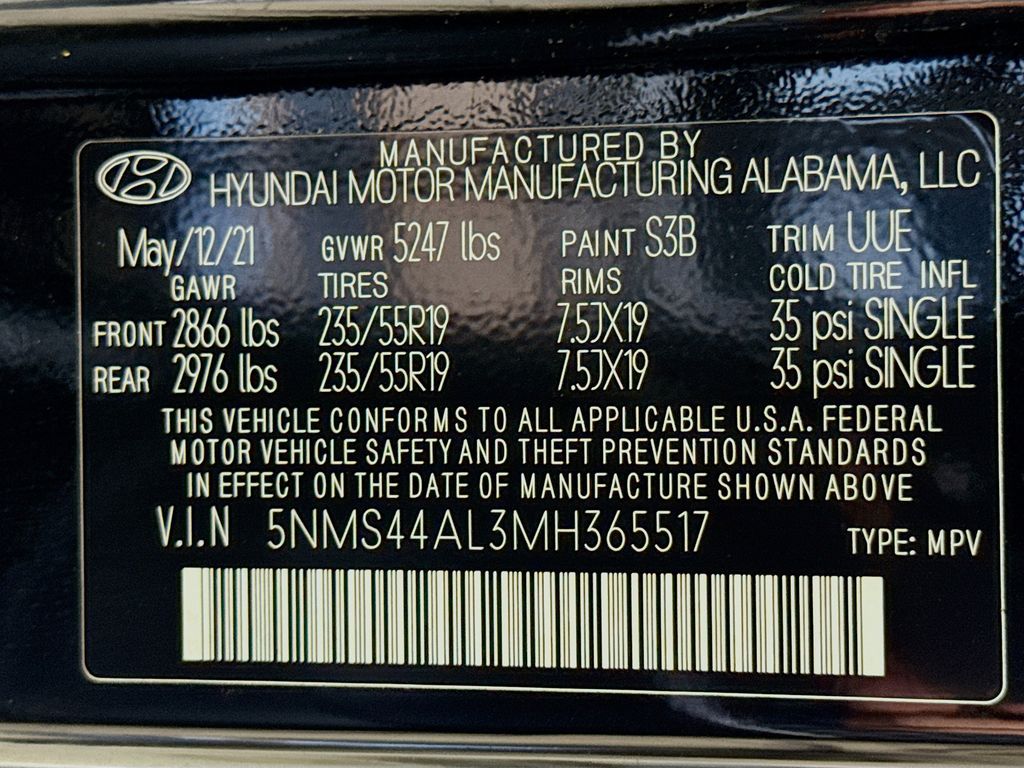 MANUFACTURED BY
HYUNDAI MOTOR MANUFACTURING ALABAMA, LLC
May/12/21 GVWR 5247 lbs PAINT S3B TRIM UUE
GAWR TIRES RIMS COLD TIRE INFL
FRONT 2866 lbs 235/55R19 7.5JX19 35 psi SINGLE
REAR 2976 lbs 235/55R19 7.5JX19 35 psi SINGLE
THIS VEHICLE CONFORMS TO ALL APPLICABLE U.S.A. FEDERAL
MOTOR VEHICLE SAFETY AND THEFT PREVENTION STANDARDS
IN EFFECT ON THE DATE OF MANUFACTURE SHOWN ABOVE
V.I.N 5NMS44AL3MH365517 TYPE: MPV